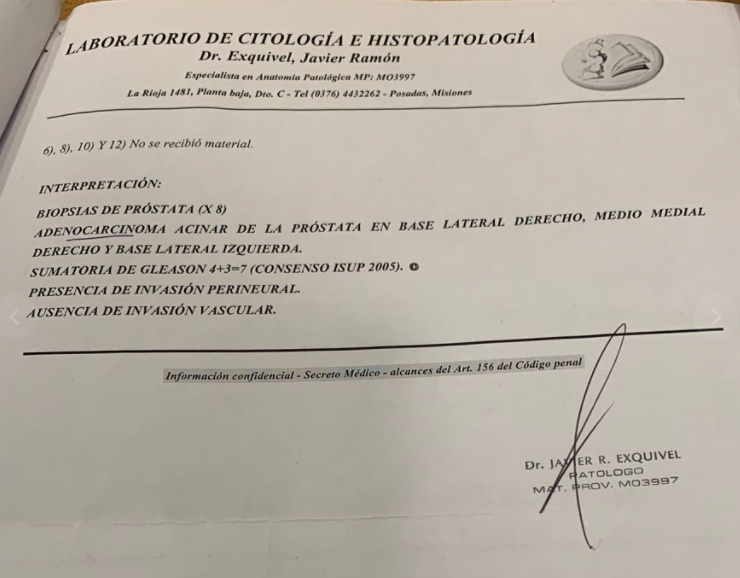 LABORATORIO DE CITOLOGÍA E HISTOPATOLOGÍA
Dr. Exquivel, Javier Ramón
Especialista en Anatomía Patológica MP: MO3997
La Rioja 1481, Planta baja, Dto. C - Tel (0376) 4432262 - Posadas, Misiones
6), 8), 10) Y 12) No se recibió material.
INTERPRETACIÓN:
BIOPSIAS DE PRÓSTATA (X 8)
ADENOCARCINOMA ACINAR DE LA PRÓSTATA EN BASE LATERAL DERECHO, MEDIO MEDIAL
DERECHO Y BASE LATERAL IZQUIERDA.
SUMATORIA DE GLEASON 4+3=7 (CONSENSO ISUP 2005).
PRESENCIA DE INVASIÓN PERINEURAL.
AUSENCIA DE INVASIÓN VASCULAR.
Información confidencial - Secreto Médico - alcances del Art. 156 del Código penal
Dr. JAVIER R. EXQUIVEL
PATOLOGO
MAT. PROV. MO3997